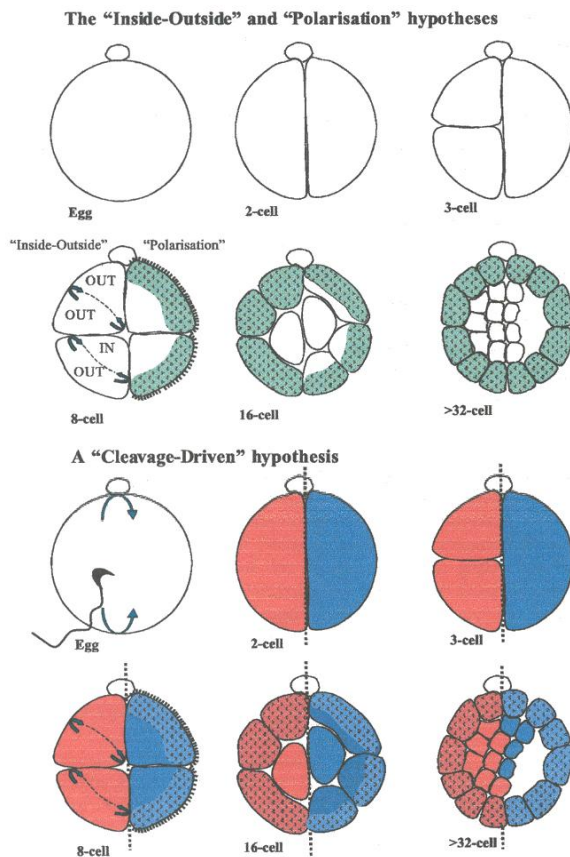 The “Inside-Outside” and “Polarisation” hypotheses
Egg
2-cell
3-cell
“Inside-Outside”
“Polarisation”
OUT
OUT
IN
OUT
8-cell
16-cell
>32-cell
A “Cleavage-Driven” hypothesis
Egg
2-cell
3-cell
8-cell
16-cell
>32-cell